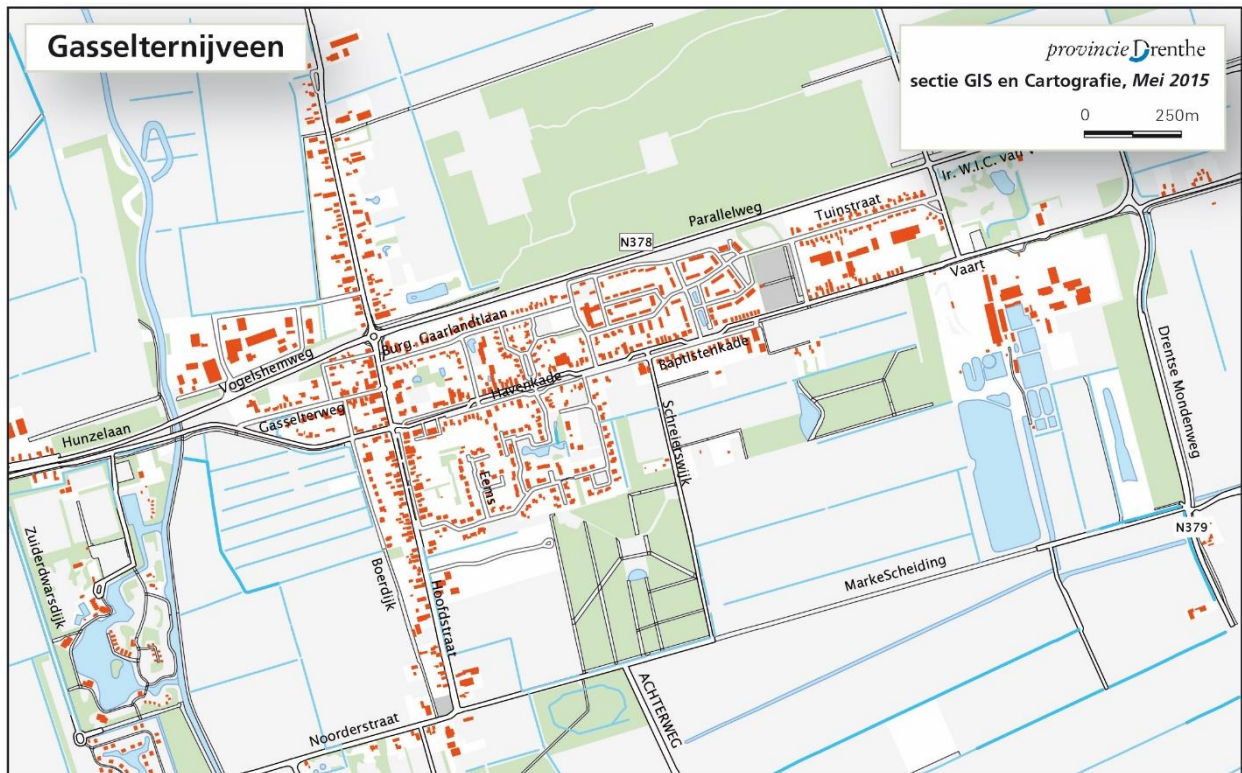 Gasselternijveen
provincie Drenthe
sectie GIS en Cartografie, Mei 2015
0 250m
Ir. W.I.C. van
Tuinstraat
Parallelweg
N378
Vaart
Burg. Gaarlandtlaan
Vogelshemweg
Baptistenkade
Havenkade
Drentse Mondenweg
Gasselterweg
Hunzelaan
Schreierswijk
Eems
N379
Zuiderdwarsdijk
Boerdijk
Hoofdstraat
MarkeScheiding
ACHTERWEG
Noorderstraat